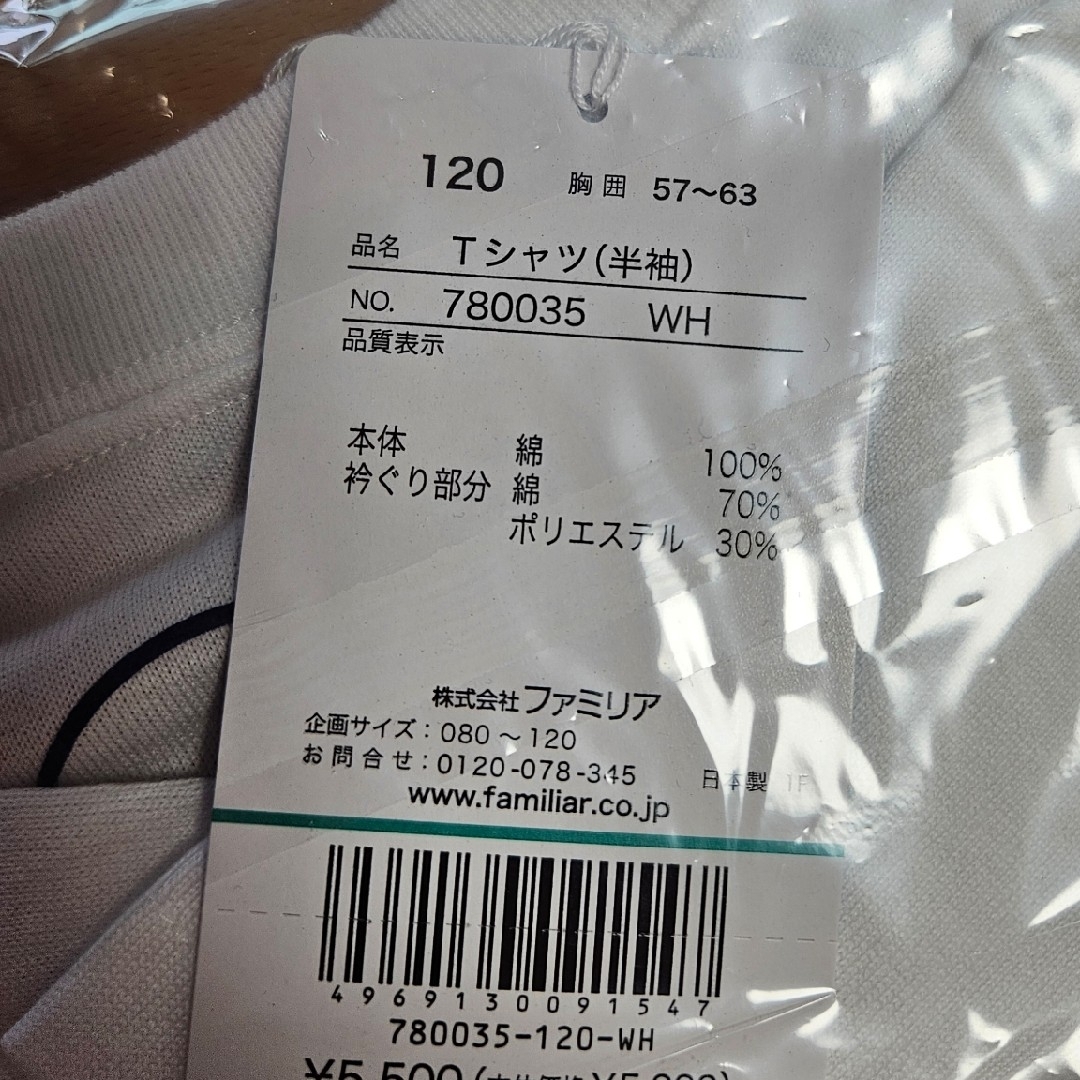 120 胸囲 57～63
品名 Tシャツ(半袖)
NO. 780035 WH
品質表示
本体 綿 100%
衿ぐり部分 綿 70%
ポリエステル 30%
株式会社ファミリア
企画サイズ：080～120
お問合せ：0120-078-345 日本製 1F
www.familiar.co.jp
4969130091547
780035-120-WH
¥5,500